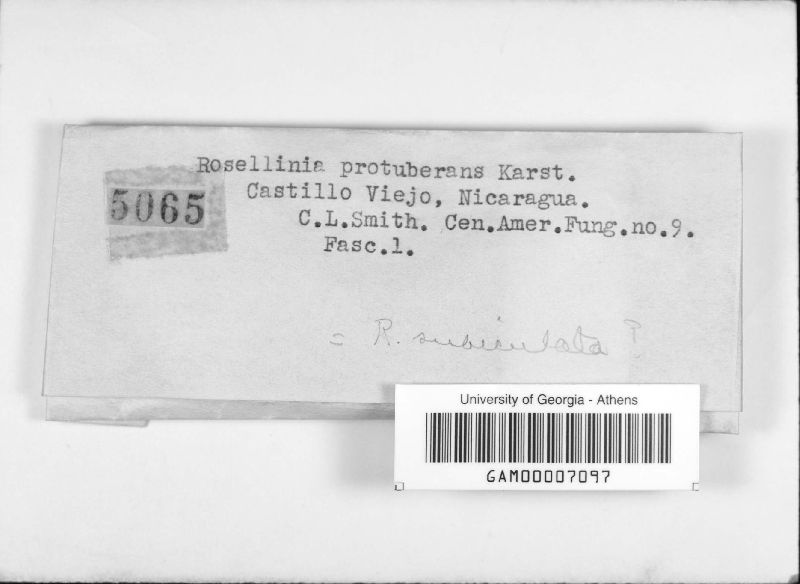 Rosellinia protuberans Karst.
5065
Castillo Viejo, Nicaragua.
C.L.Smith. Cen.Amer.Fung.no.9.
Fasc.1.
= R. subiculata ?
University of Georgia - Athens
GAM00007097